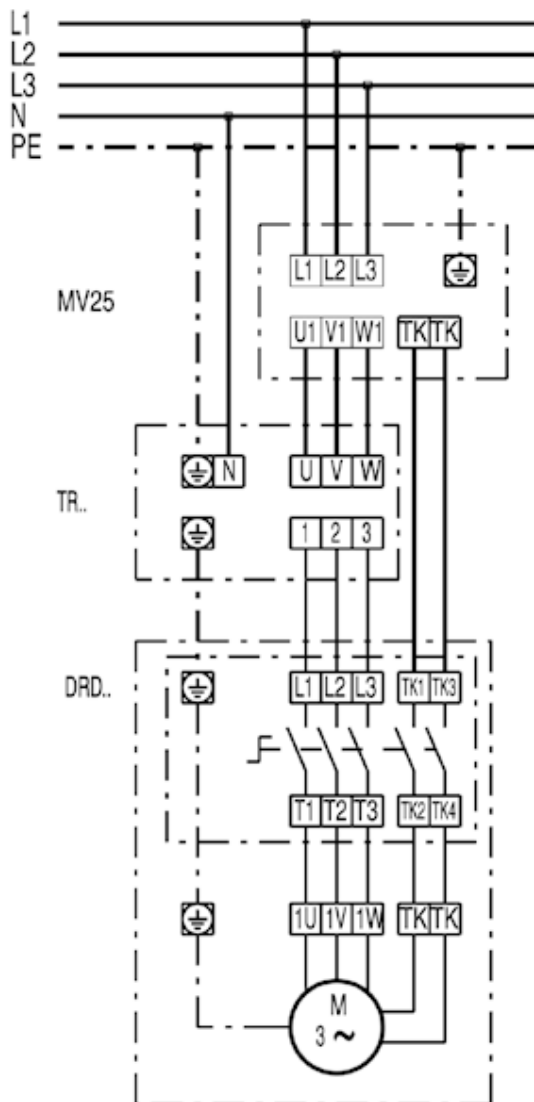 L1
L2
L3
N
PE
L1 L2 L3
MV25
U1 V1 W1 TK TK
N U V W
TR..
1 2 3
DRD.. L1 L2 L3 TK1 TK3
T1 T2 T3 TK2 TK4
1U 1V 1W TK TK
M
3 ~